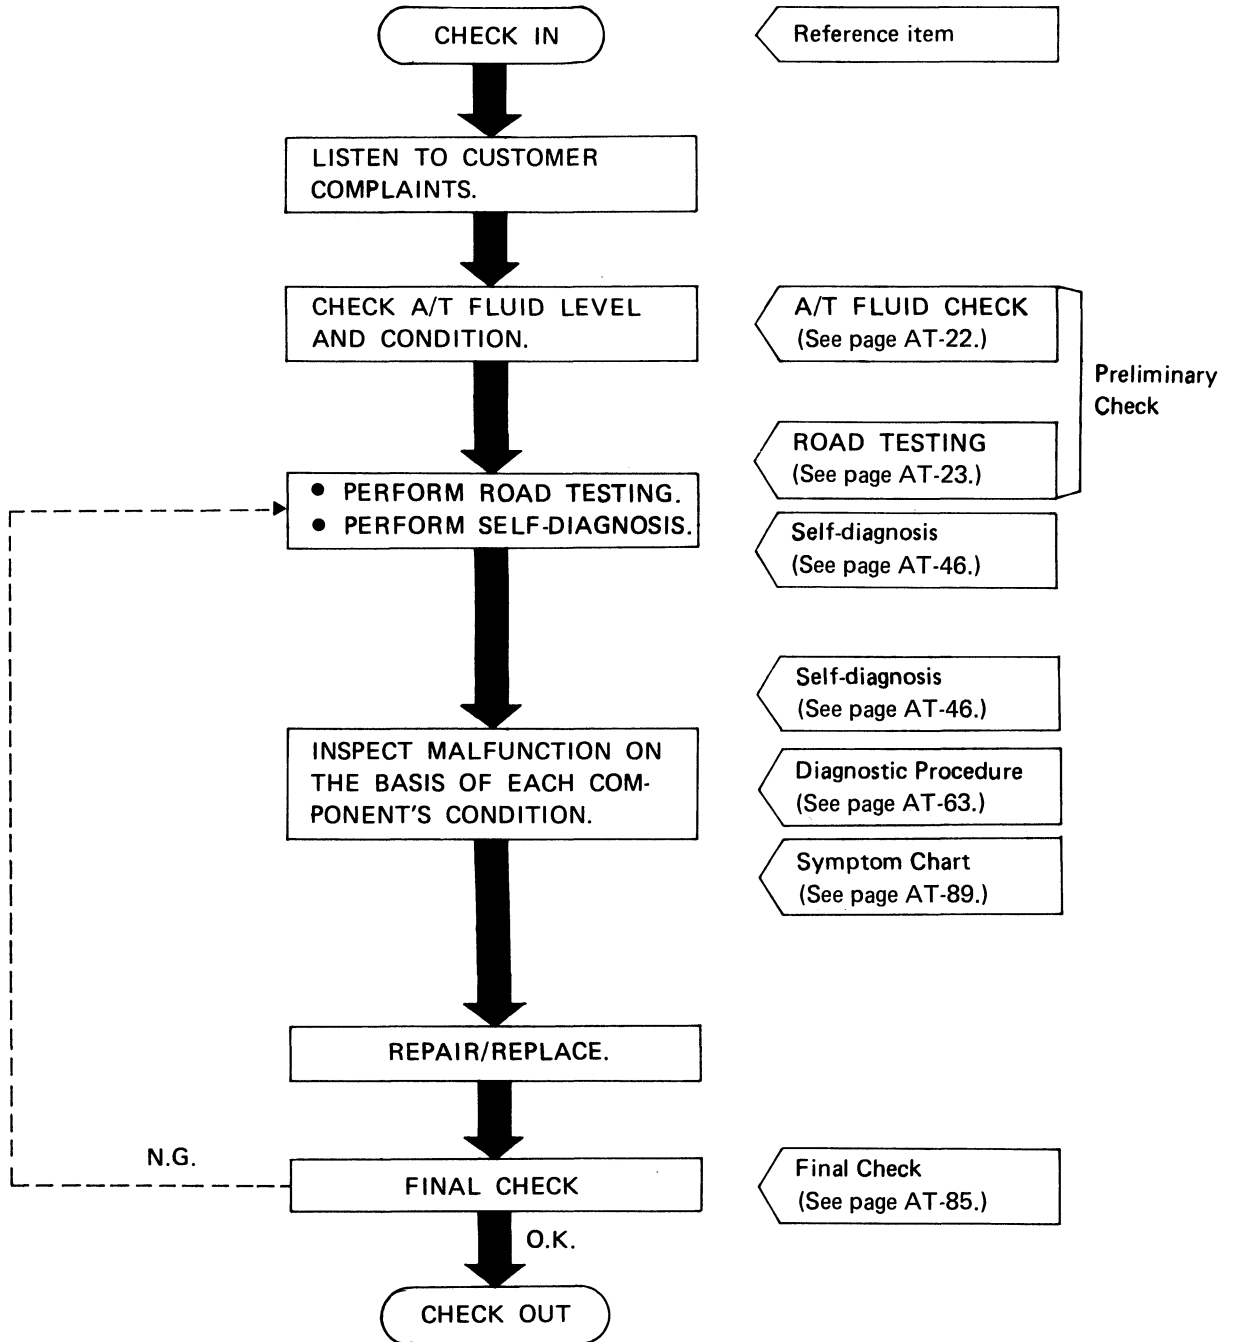 CHECK IN
Reference item
LISTEN TO CUSTOMER
COMPLAINTS.
CHECK A/T FLUID LEVEL
AND CONDITION.
A/T FLUID CHECK
(See page AT-22.)
Preliminary
Check
ROAD TESTING
(See page AT-23.)
● PERFORM ROAD TESTING.
● PERFORM SELF-DIAGNOSIS.
Self-diagnosis
(See page AT-46.)
Self-diagnosis
(See page AT-46.)
INSPECT MALFUNCTION ON
THE BASIS OF EACH COM-
PONENT'S CONDITION.
Diagnostic Procedure
(See page AT-63.)
Symptom Chart
(See page AT-89.)
REPAIR/REPLACE.
N.G.
FINAL CHECK
Final Check
(See page AT-85.)
O.K.
CHECK OUT